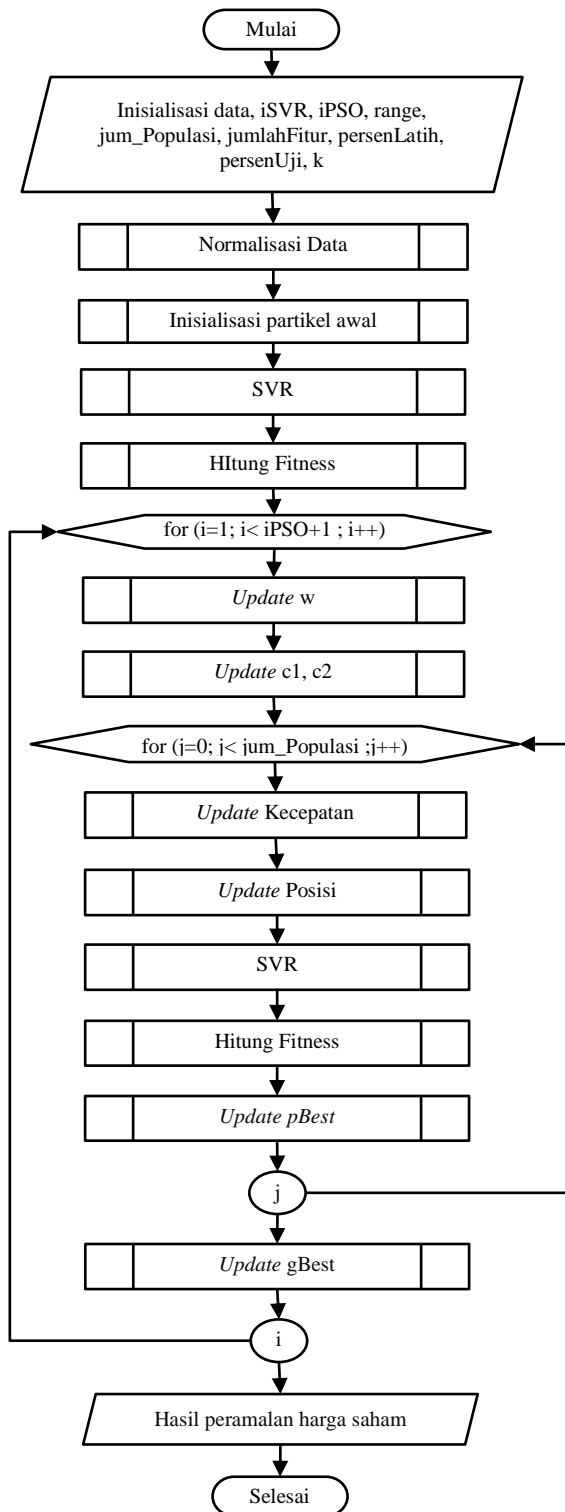 Mulai
Inisialisasi data, iSVR, iPSO, range,
jum_Populasi, jumlahFitur, persenLatih,
persenUji, k
Normalisasi Data
Inisialisasi partikel awal
SVR
HItung Fitness
for (i=1; i< iPSO+1 ; i++)
Update w
Update c1, c2
for (j=0; j< jum_Populasi ;j++)
Update Kecepatan
Update Posisi
SVR
Hitung Fitness
Update pBest
j
Update gBest
i
Hasil peramalan harga saham
Selesai